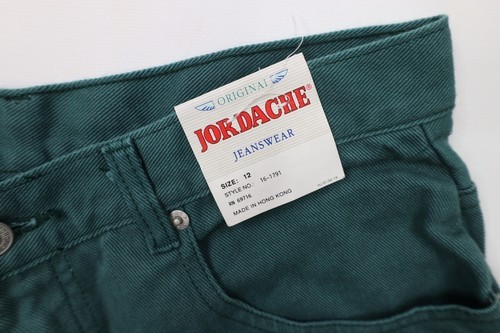 ORIGINAL
JORDACHE®
JEANSWEAR
SIZE: 12
STYLE NO.: 16-1791
RN 69716
MADE IN HONG KONG